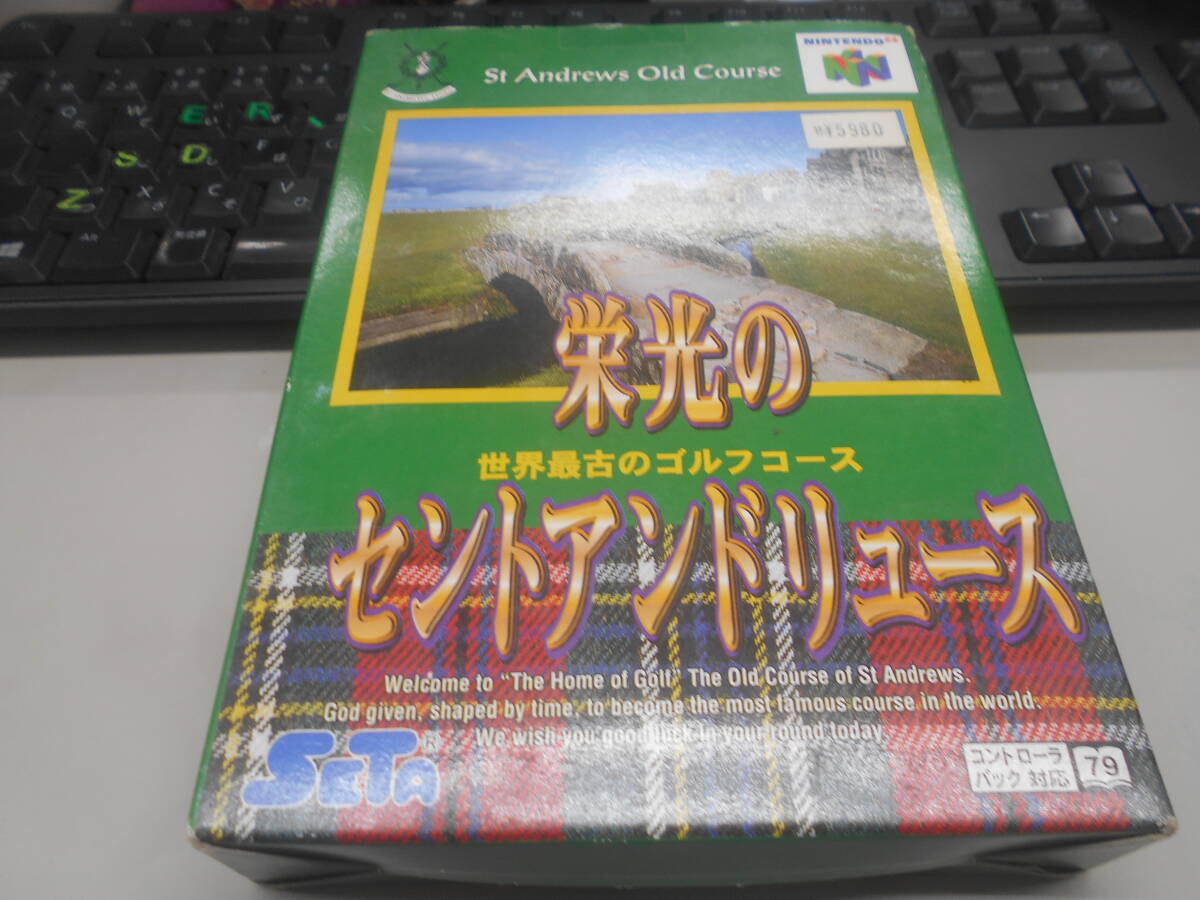 St Andrews Old Course
NINTENDO 64
¥5980
栄光の
世界最古のゴルフコース
セントアンドリュース
Welcome to "The Home of Golf," The Old Course of St Andrews.
God given, shaped by time, to become the most famous course in the world.
We wish you good luck in your round today.
SETA®
コントローラ
パック 対応
79
W
E
R
S
D
Z
X
C
V